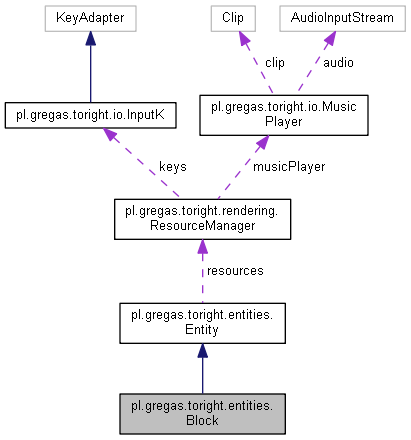 KeyAdapter
Clip
AudioInputStream
clip
audio
pl.gregas.toright.io.InputK
pl.gregas.toright.io.Music
Player
keys
musicPlayer
pl.gregas.toright.rendering.
ResourceManager
resources
pl.gregas.toright.entities.
Entity
pl.gregas.toright.entities.
Block